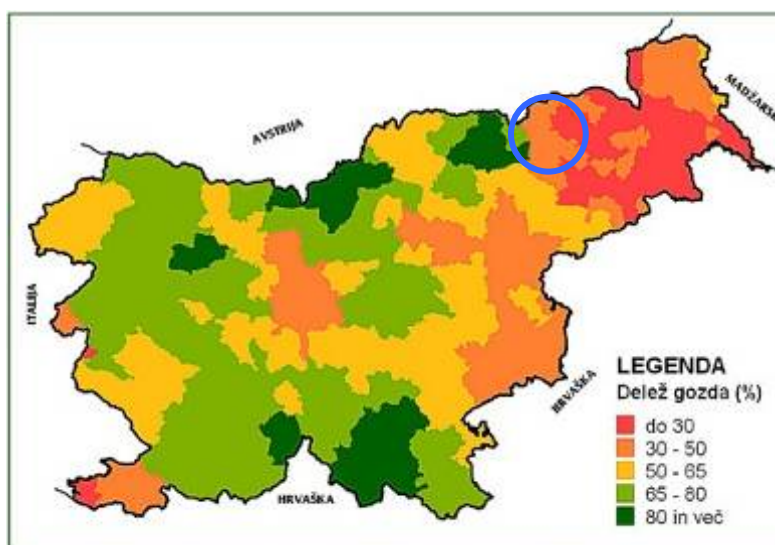 AVSTRIJA
MADŽARSKA
ITALIJA
HRVAŠKA
HRVAŠKA
LEGENDA
Delež gozda (%)
do 30
30 - 50
50 - 65
65 - 80
80 in več